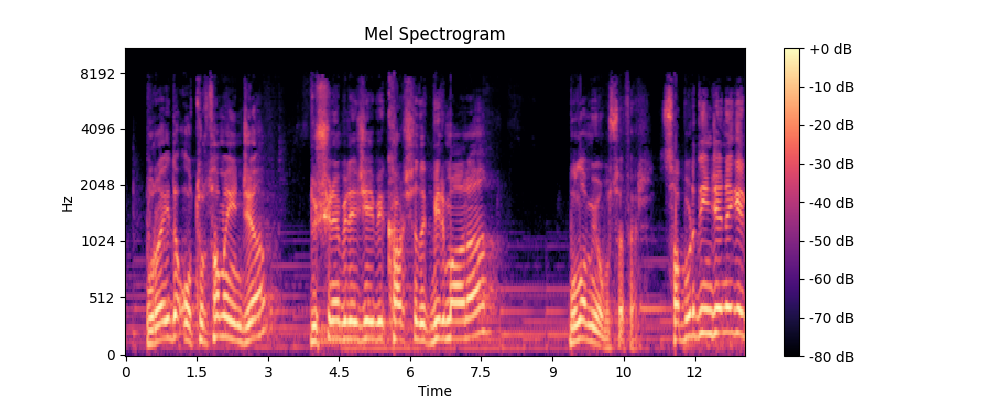 Mel Spectrogram
Hz
8192
4096
2048
1024
512
0
0 1.5 3 4.5 6 7.5 9 10 12
Time
+0 dB
-10 dB
-20 dB
-30 dB
-40 dB
-50 dB
-60 dB
-70 dB
-80 dB